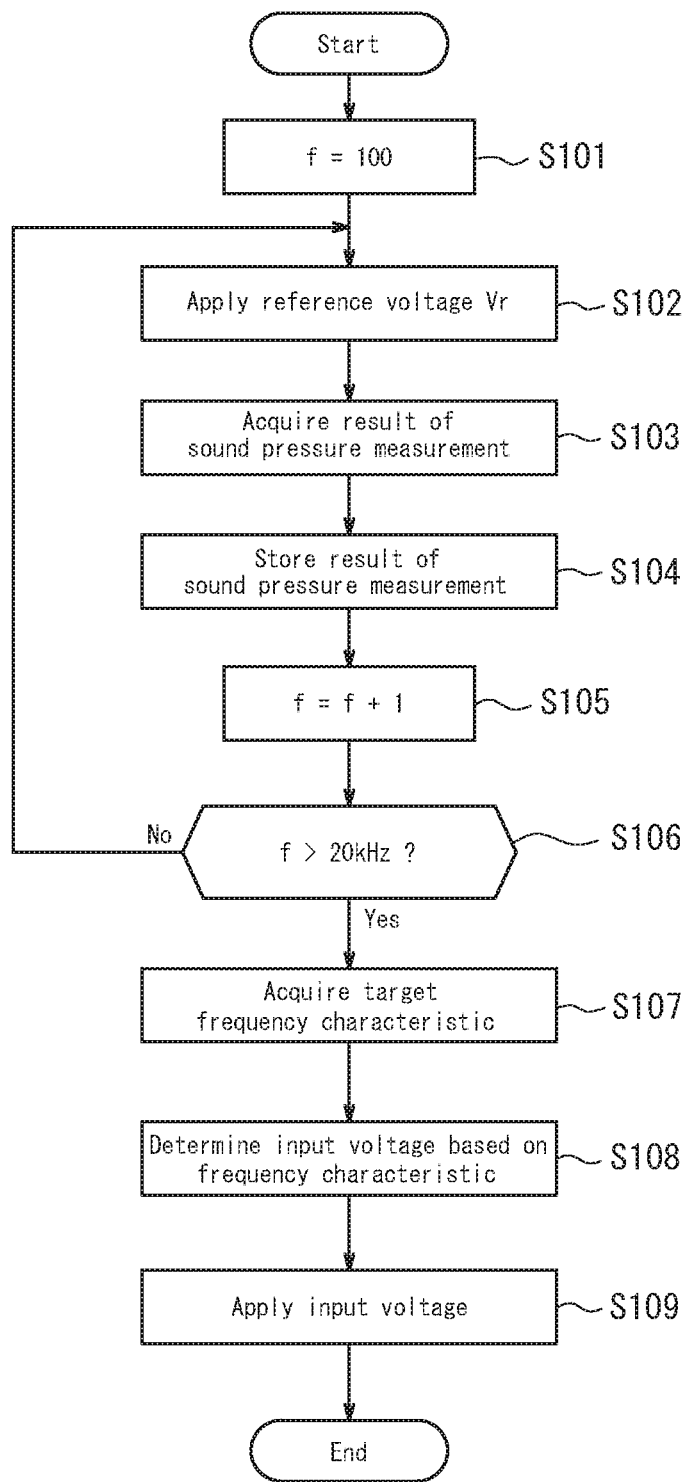 Start
f = 100
S101
Apply reference voltage Vr
S102
Acquire result of
sound pressure measurement
S103
Store result of
sound pressure measurement
S104
f = f + 1
S105
No
f > 20kHz ?
S106
Yes
Acquire target
frequency characteristic
S107
Determine input voltage based on
frequency characteristic
S108
Apply input voltage
S109
End